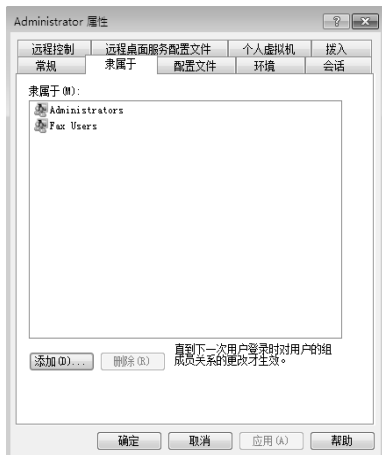 Administrator 属性
远程控制 远程桌面服务配置文件 个人虚拟机 拨入
常规 隶属于 配置文件 环境 会话
隶属于(M):
Administrators
Fax Users
添加(D)... 删除(R) 直到下一次用户登录时对用户的组
成员关系的更改才生效。
确定 取消 应用(A) 帮助